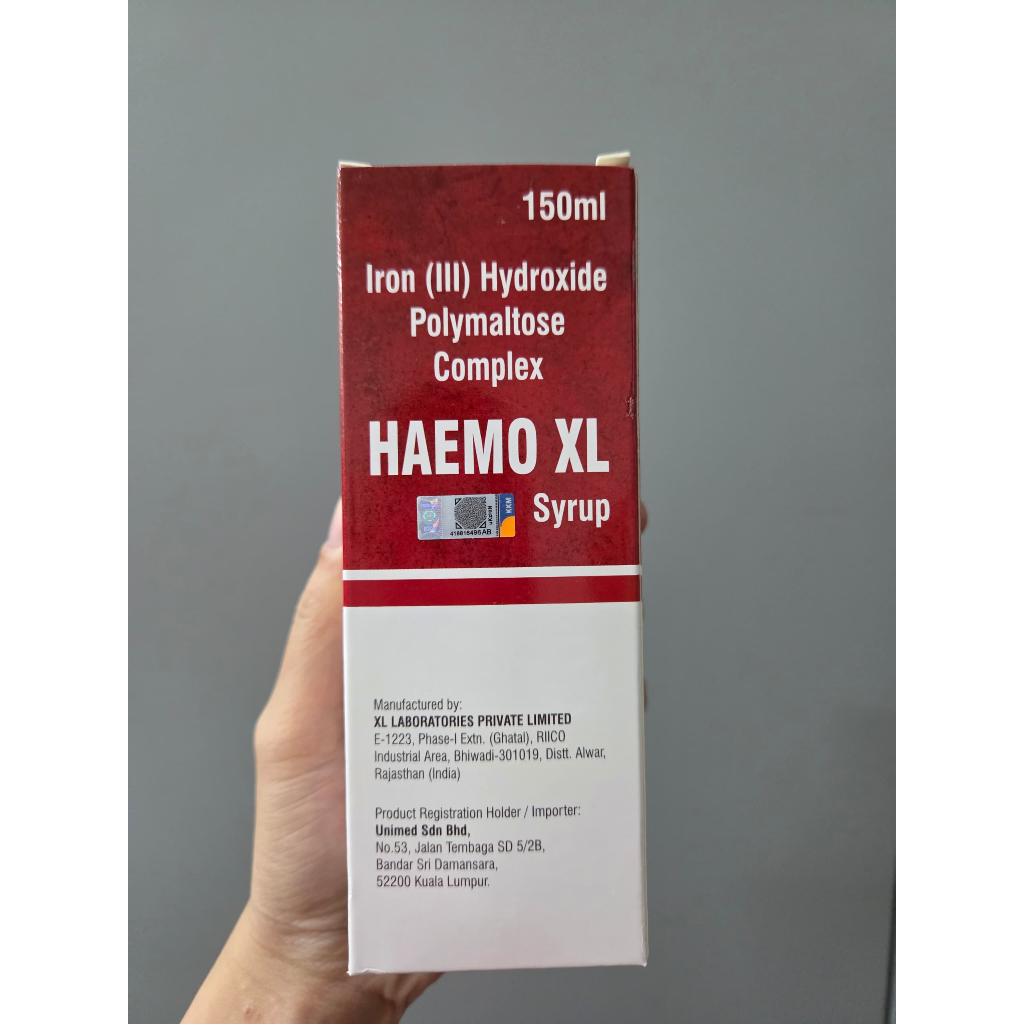 150ml
Iron (III) Hydroxide
Polymaltose
Complex
HAEMO XL
Syrup
KKM
418816495AB
Manufactured by:
XL LABORATORIES PRIVATE LIMITED
E-1223, Phase-I Extn. (Ghatal), RIICO
Industrial Area, Bhiwadi-301019, Distt. Alwar,
Rajasthan (India)
Product Registration Holder / Importer:
Unimed Sdn Bhd,
No.53, Jalan Tembaga SD 5/2B,
Bandar Sri Damansara,
52200 Kuala Lumpur.